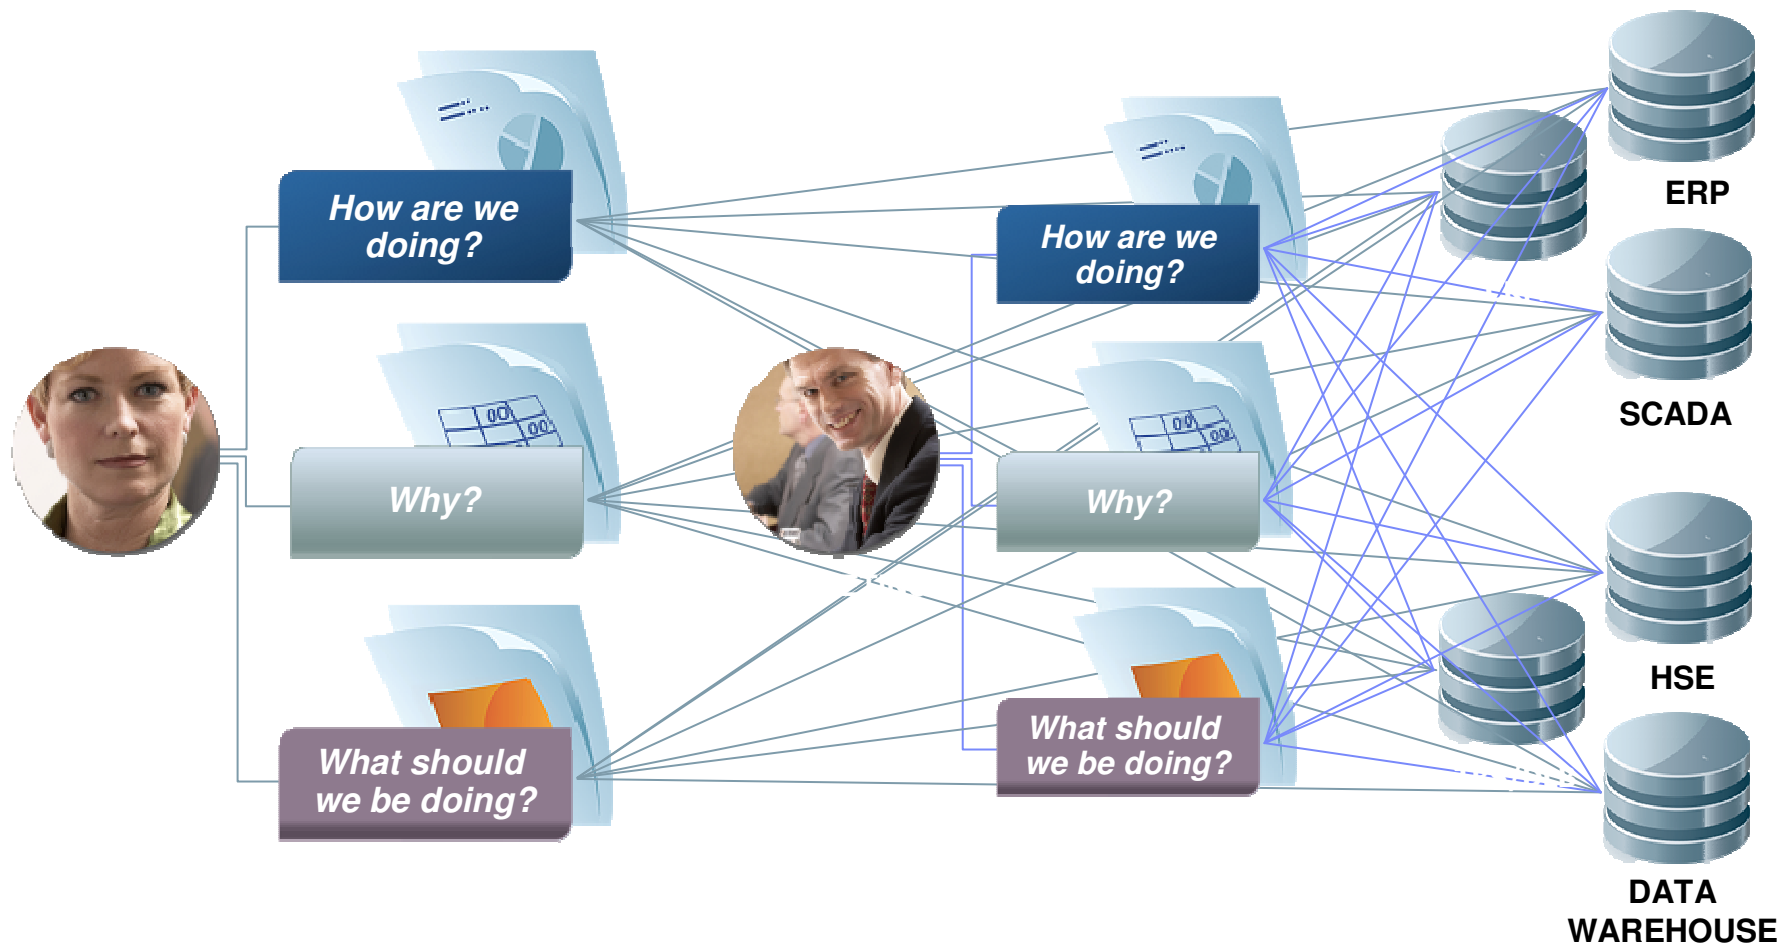 How are we
doing?
Why?
What should
we be doing?
How are we
doing?
Why?
What should
we be doing?
ERP
SCADA
HSE
DATA
WAREHOUSE